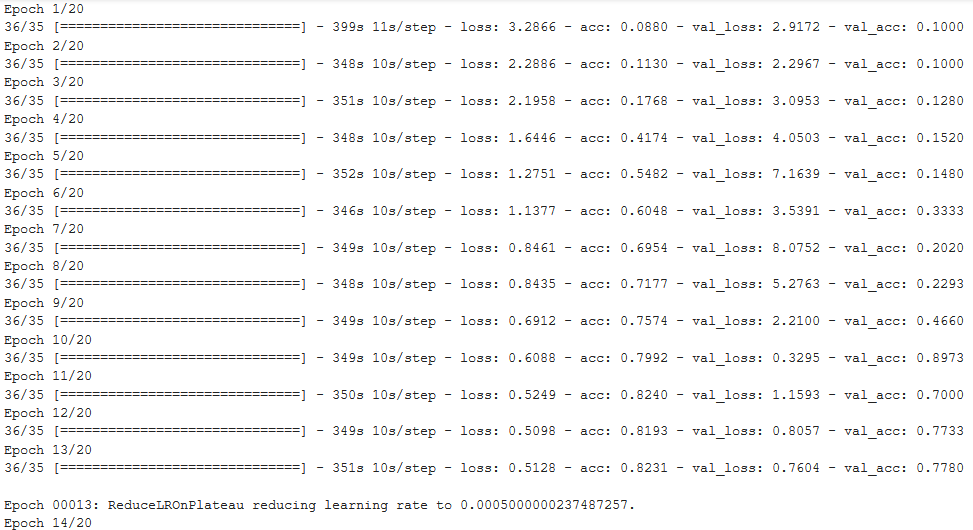 Epoch 1/20
36/35 [==============================] - 399s 11s/step - loss: 3.2866 - acc: 0.0880 - val_loss: 2.9172 - val_acc: 0.1000
Epoch 2/20
36/35 [==============================] - 348s 10s/step - loss: 2.2886 - acc: 0.1130 - val_loss: 2.2967 - val_acc: 0.1000
Epoch 3/20
36/35 [==============================] - 351s 10s/step - loss: 2.1958 - acc: 0.1768 - val_loss: 3.0953 - val_acc: 0.1280
Epoch 4/20
36/35 [==============================] - 348s 10s/step - loss: 1.6446 - acc: 0.4174 - val_loss: 4.0503 - val_acc: 0.1520
Epoch 5/20
36/35 [==============================] - 352s 10s/step - loss: 1.2751 - acc: 0.5482 - val_loss: 7.1639 - val_acc: 0.1480
Epoch 6/20
36/35 [==============================] - 346s 10s/step - loss: 1.1377 - acc: 0.6048 - val_loss: 3.5391 - val_acc: 0.3333
Epoch 7/20
36/35 [==============================] - 349s 10s/step - loss: 0.8461 - acc: 0.6954 - val_loss: 8.0752 - val_acc: 0.2020
Epoch 8/20
36/35 [==============================] - 348s 10s/step - loss: 0.8435 - acc: 0.7177 - val_loss: 5.2763 - val_acc: 0.2293
Epoch 9/20
36/35 [==============================] - 349s 10s/step - loss: 0.6912 - acc: 0.7574 - val_loss: 2.2100 - val_acc: 0.4660
Epoch 10/20
36/35 [==============================] - 349s 10s/step - loss: 0.6088 - acc: 0.7992 - val_loss: 0.3295 - val_acc: 0.8973
Epoch 11/20
36/35 [==============================] - 350s 10s/step - loss: 0.5249 - acc: 0.8240 - val_loss: 1.1593 - val_acc: 0.7000
Epoch 12/20
36/35 [==============================] - 349s 10s/step - loss: 0.5098 - acc: 0.8193 - val_loss: 0.8057 - val_acc: 0.7733
Epoch 13/20
36/35 [==============================] - 351s 10s/step - loss: 0.5128 - acc: 0.8231 - val_loss: 0.7604 - val_acc: 0.7780
Epoch 00013: ReduceLROnPlateau reducing learning rate to 0.0005000000237487257.
Epoch 14/20